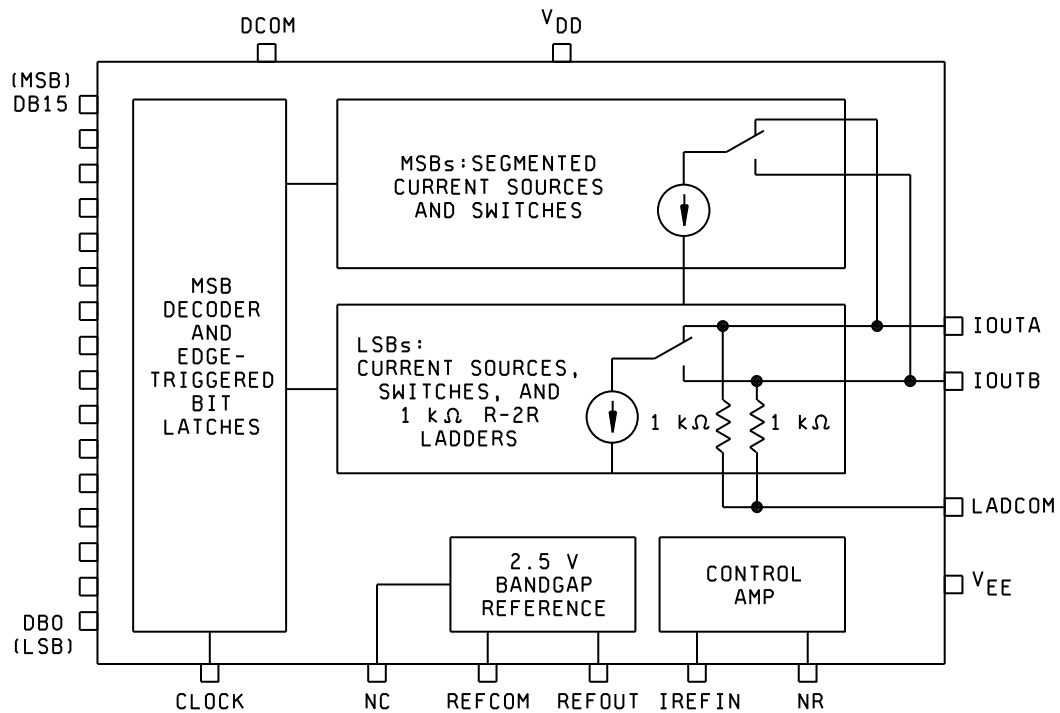 DCOM
VDD
(MSB)
DB15
MSBs:SEGMENTED
CURRENT SOURCES
AND SWITCHES
MSB
DECODER
AND
EDGE-
TRIGGERED
BIT
LATCHES
LSBs:
CURRENT SOURCES,
SWITCHES, AND
1 kΩ R-2R
LADDERS
1 kΩ
1 kΩ
IOUTA
IOUTB
LADCOM
2.5 V
BANDGAP
REFERENCE
CONTROL
AMP
VEE
DB0
(LSB)
CLOCK
NC
REFCOM
REFOUT
IREFIN
NR